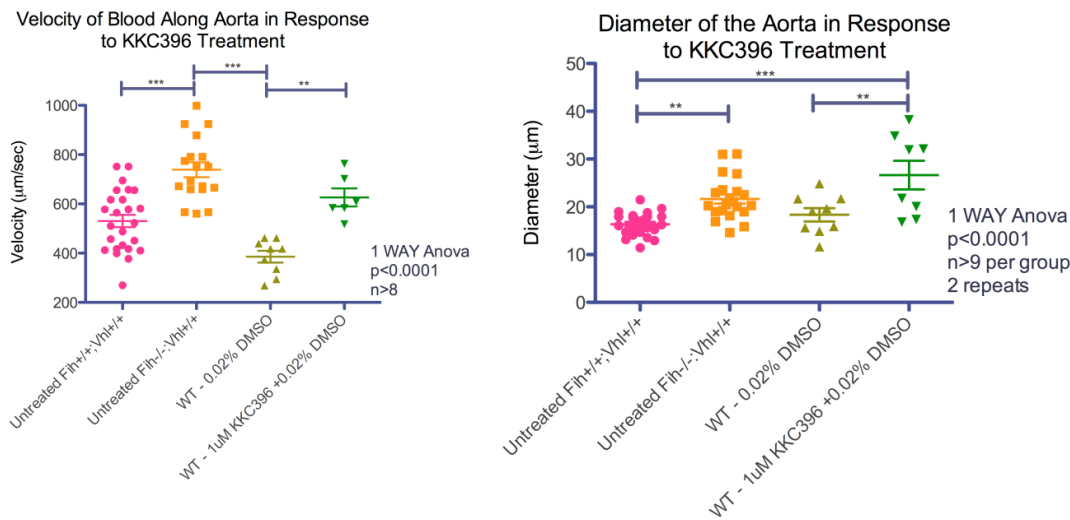 Velocity of Blood Along Aorta in Response
to KKC396 Treatment
***
***
**
1000
800
600
400
200
Velocity (µm/sec)
1 WAY Anova
p<0.0001
n>8
Untreated Fih+/+;Vhl+/+
Untreated Fih-/-:Vhl+/+
WT - 0.02% DMSO
WT - 1uM KKC396 +0.02% DMSO
Diameter of the Aorta in Response
to KKC396 Treatment
***
**
**
50
40
30
20
10
0
Diameter (µm)
1 WAY Anova
p<0.0001
n>9 per group
2 repeats
Untreated Fih+/+;Vhl+/+
Untreated Fih-/-:Vhl+/+
WT - 0.02% DMSO
WT - 1uM KKC396 +0.02% DMSO